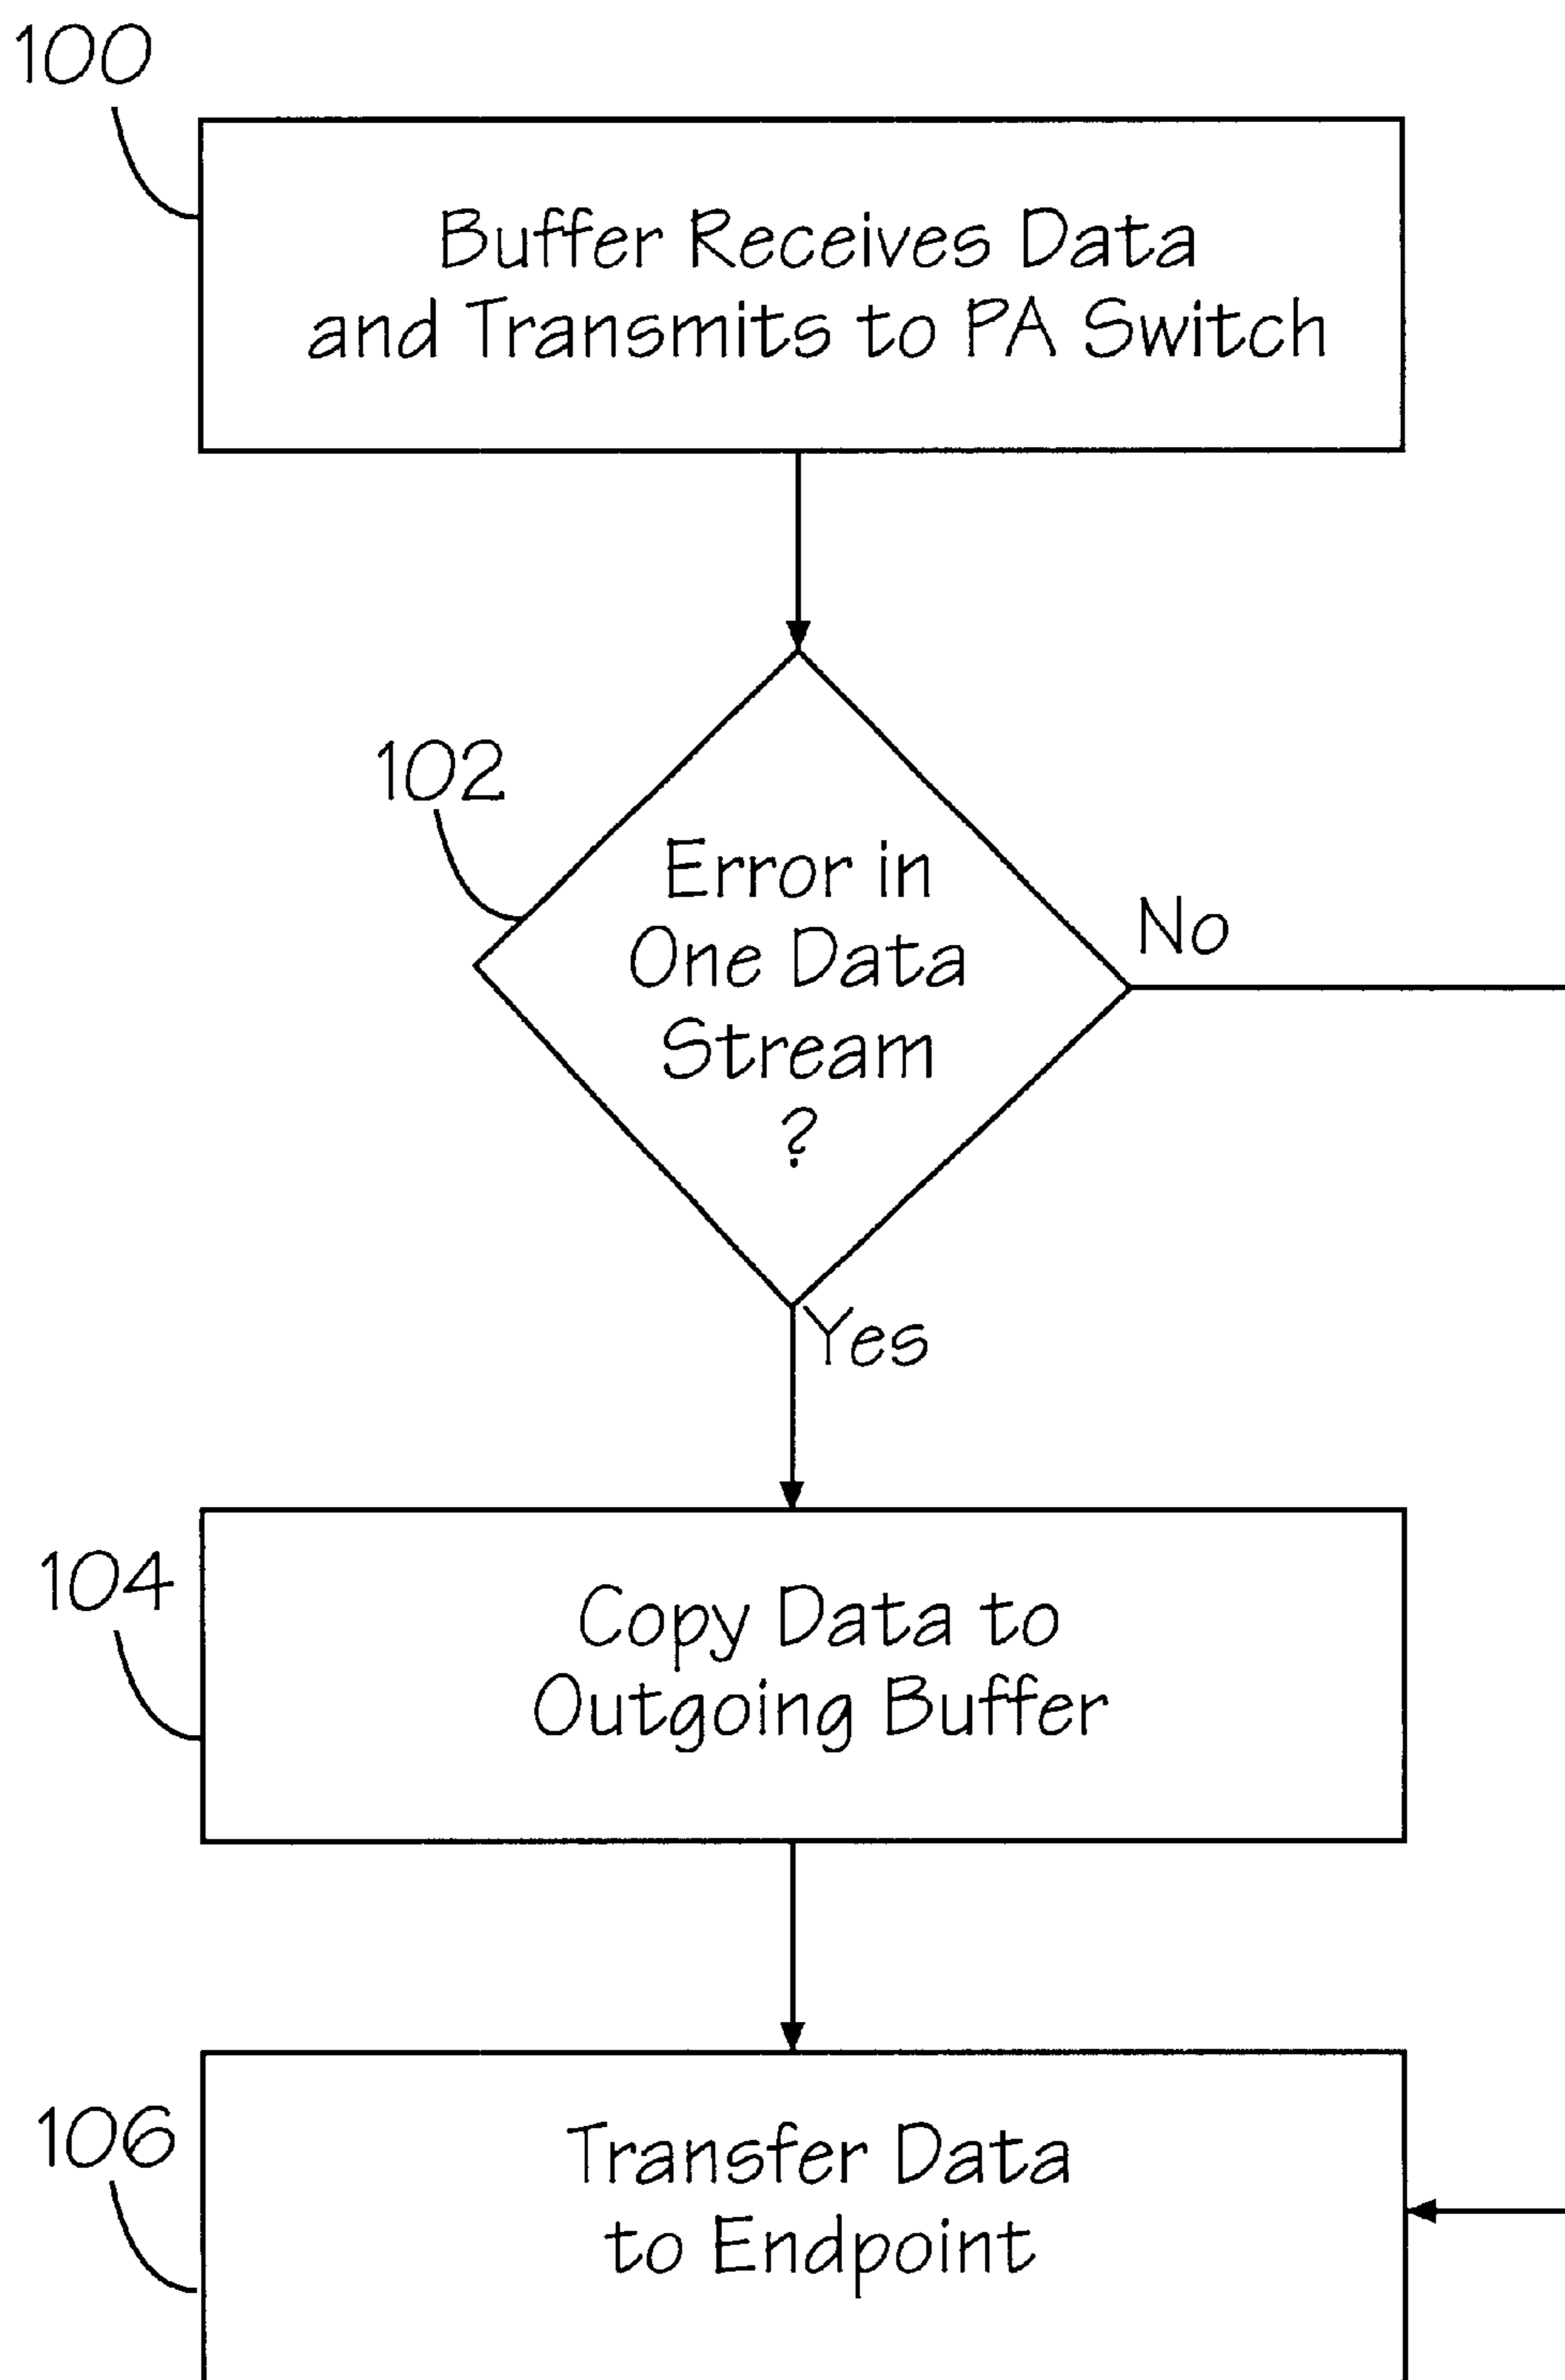 100
Buffer Receives Data
and Transmits to PA Switch
102
Error in
One Data
Stream
?
No
Yes
104
Copy Data to
Outgoing Buffer
106
Transfer Data
to Endpoint